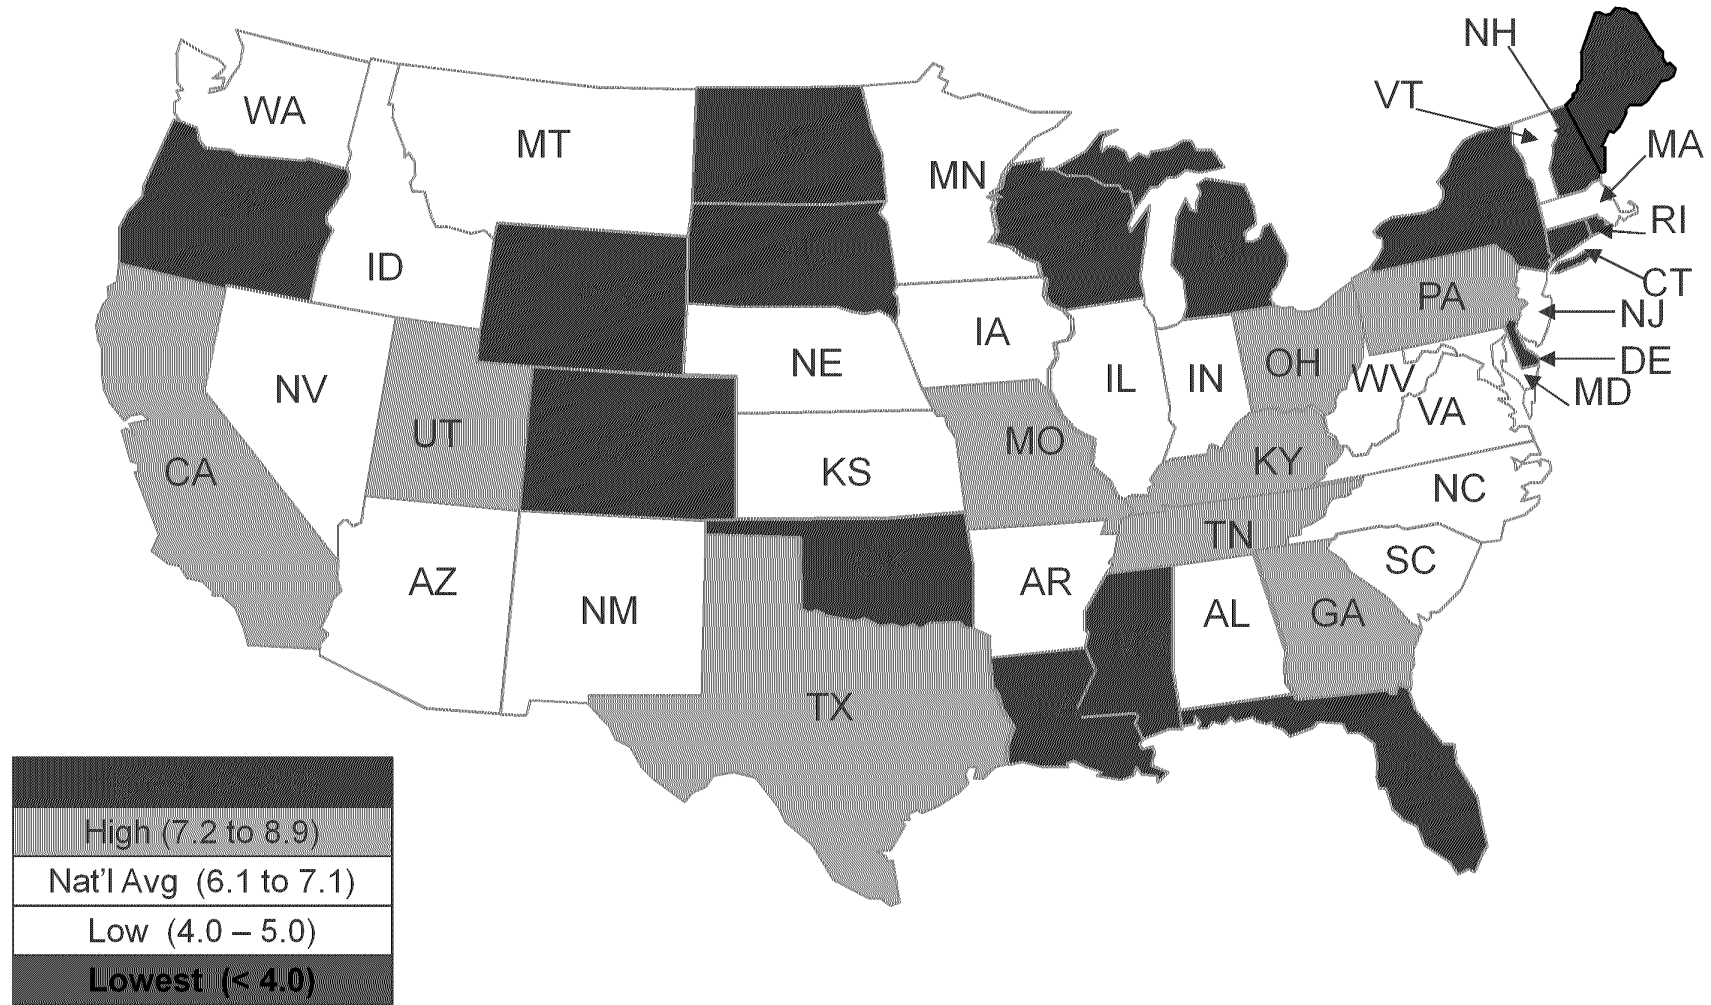 NH
VT
WA
MT
MA
MN
RI
ID
CT
PA
NJ
IA
NE
OH
DE
IL
IN
WV
MD
NV
VA
UT
MO
CA
KS
KY
NC
TN
SC
AZ
AR
NM
AL
GA
TX
High (7.2 to 8.9)
Nat'l Avg (6.1 to 7.1)
Low (4.0 – 5.0)
Lowest (< 4.0)